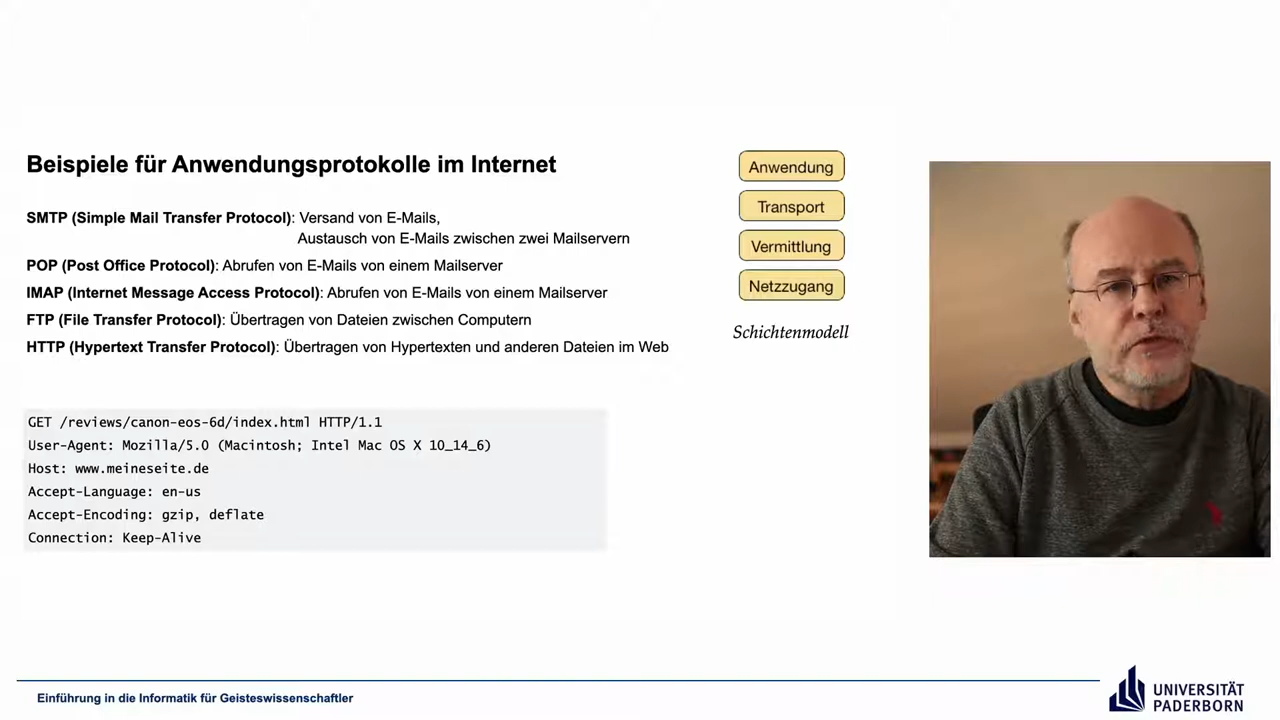 Beispiele für Anwendungsprotokolle im Internet
SMTP (Simple Mail Transfer Protocol): Versand von E-Mails,
Austausch von E-Mails zwischen zwei Mailservern
POP (Post Office Protocol): Abrufen von E-Mails von einem Mailserver
IMAP (Internet Message Access Protocol): Abrufen von E-Mails von einem Mailserver
FTP (File Transfer Protocol): Übertragen von Dateien zwischen Computern
HTTP (Hypertext Transfer Protocol): Übertragen von Hypertexten und anderen Dateien im Web
GET /reviews/canon-eos-6d/index.html HTTP/1.1
User-Agent: Mozilla/5.0 (Macintosh; Intel Mac OS X 10_14_6)
Host: www.meineseite.de
Accept-Language: en-us
Accept-Encoding: gzip, deflate
Connection: Keep-Alive
Anwendung
Transport
Vermittlung
Netzzugang
Schichtenmodell
Einführung in die Informatik für Geisteswissenschaftler
UNIVERSITÄT
PADERBORN